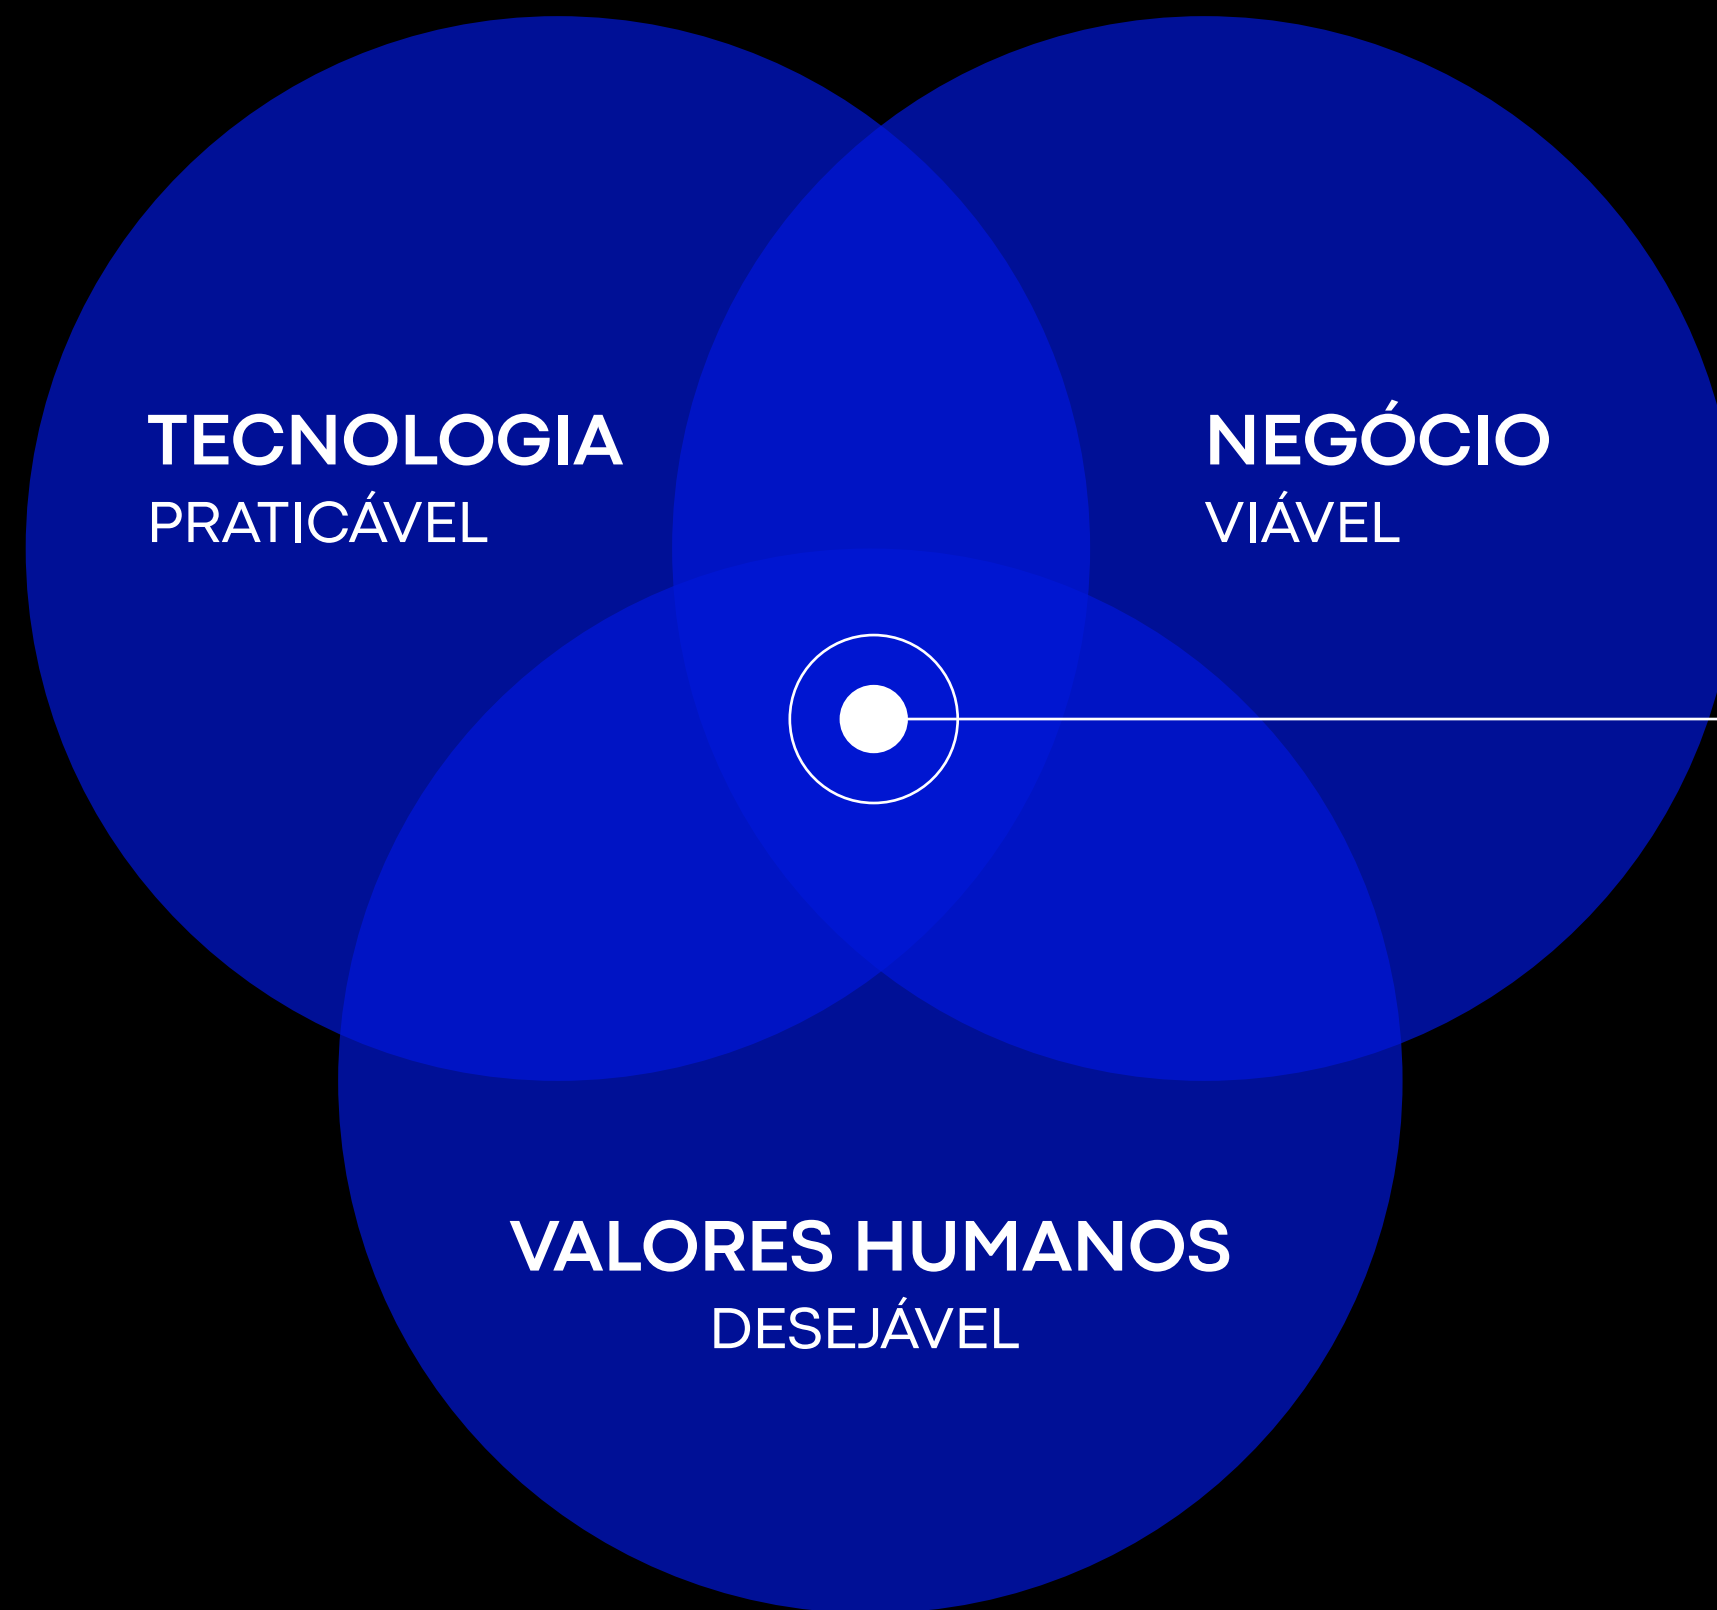 TECNOLOGIA
PRATICÁVEL
NEGÓCIO
VIÁVEL
VALORES HUMANOS
DESEJÁVEL